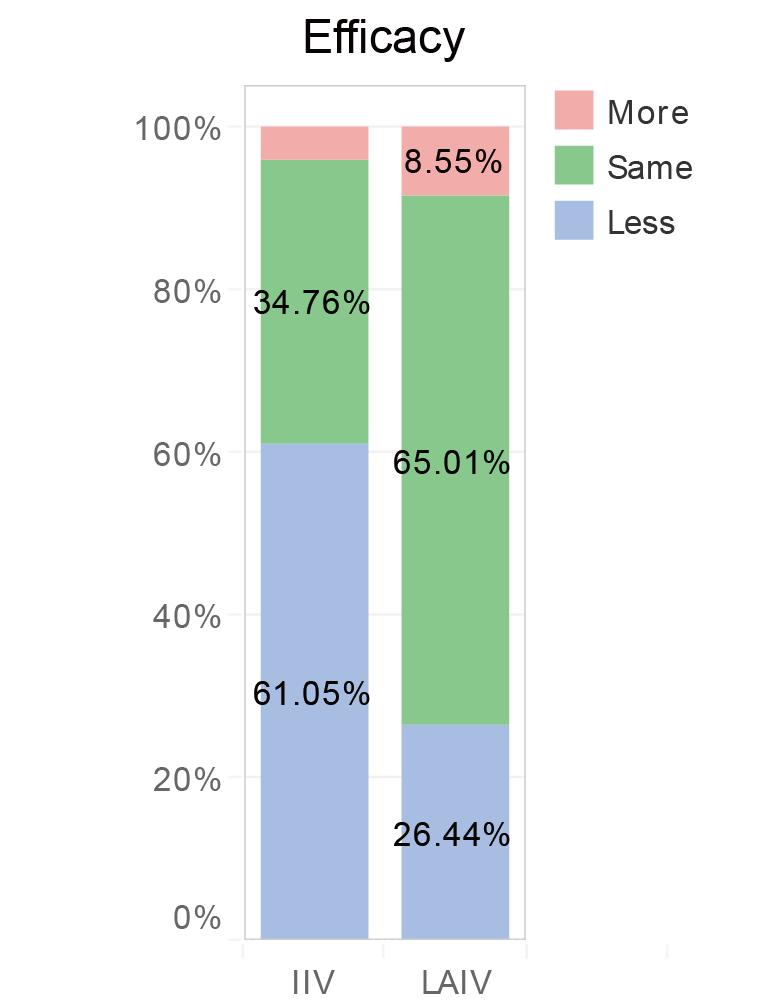 Efficacy
100%
80%
60%
40%
20%
0%
34.76%
61.05%
8.55%
65.01%
26.44%
IIV
LAIV
More
Same
Less